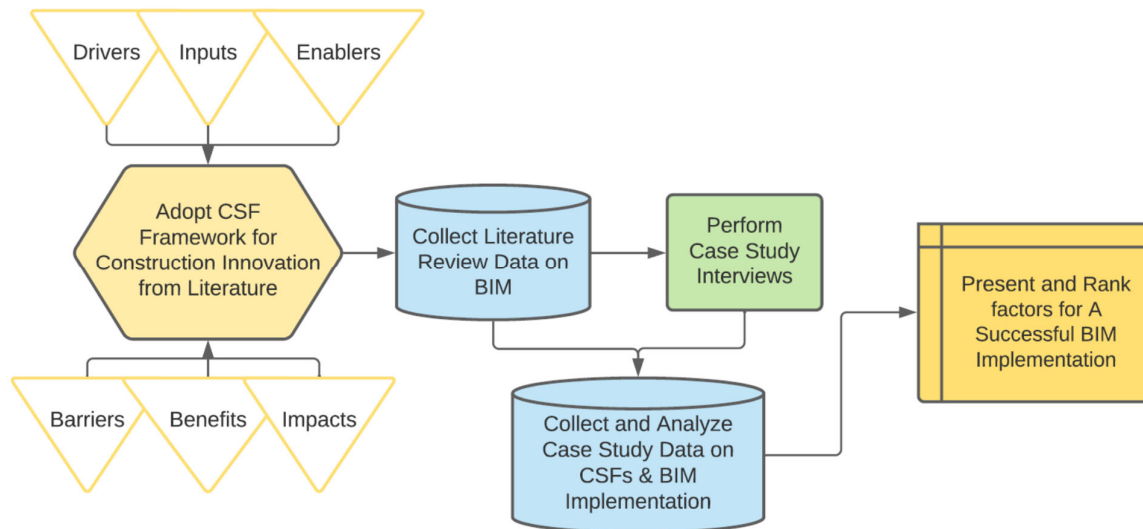 Drivers
Inputs
Enablers
Adopt CSF
Framework for
Construction Innovation
from Literature
Barriers
Benefits
Impacts
Collect Literature
Review Data on
BIM
Perform
Case Study
Interviews
Collect and Analyze
Case Study Data on
CSFs & BIM
Implementation
Present and Rank
factors for A
Successful BIM
Implementation